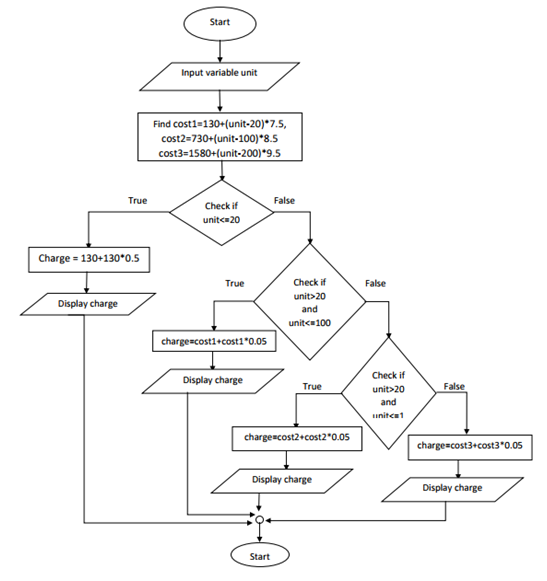 Start
Input variable unit
Find cost1=130+(unit-20)*7.5,
cost2=730+(unit-100)*8.5
cost3=1580+(unit-200)*9.5
True
Check if
unit<=20
False
Charge = 130+130*0.5
Display charge
True
Check if
unit>20
and
unit<=100
False
charge=cost1+cost1*0.05
Display charge
True
Check if
unit>20
and
unit<=1
False
charge=cost2+cost2*0.05
charge=cost3+cost3*0.05
Display charge
Display charge
Start